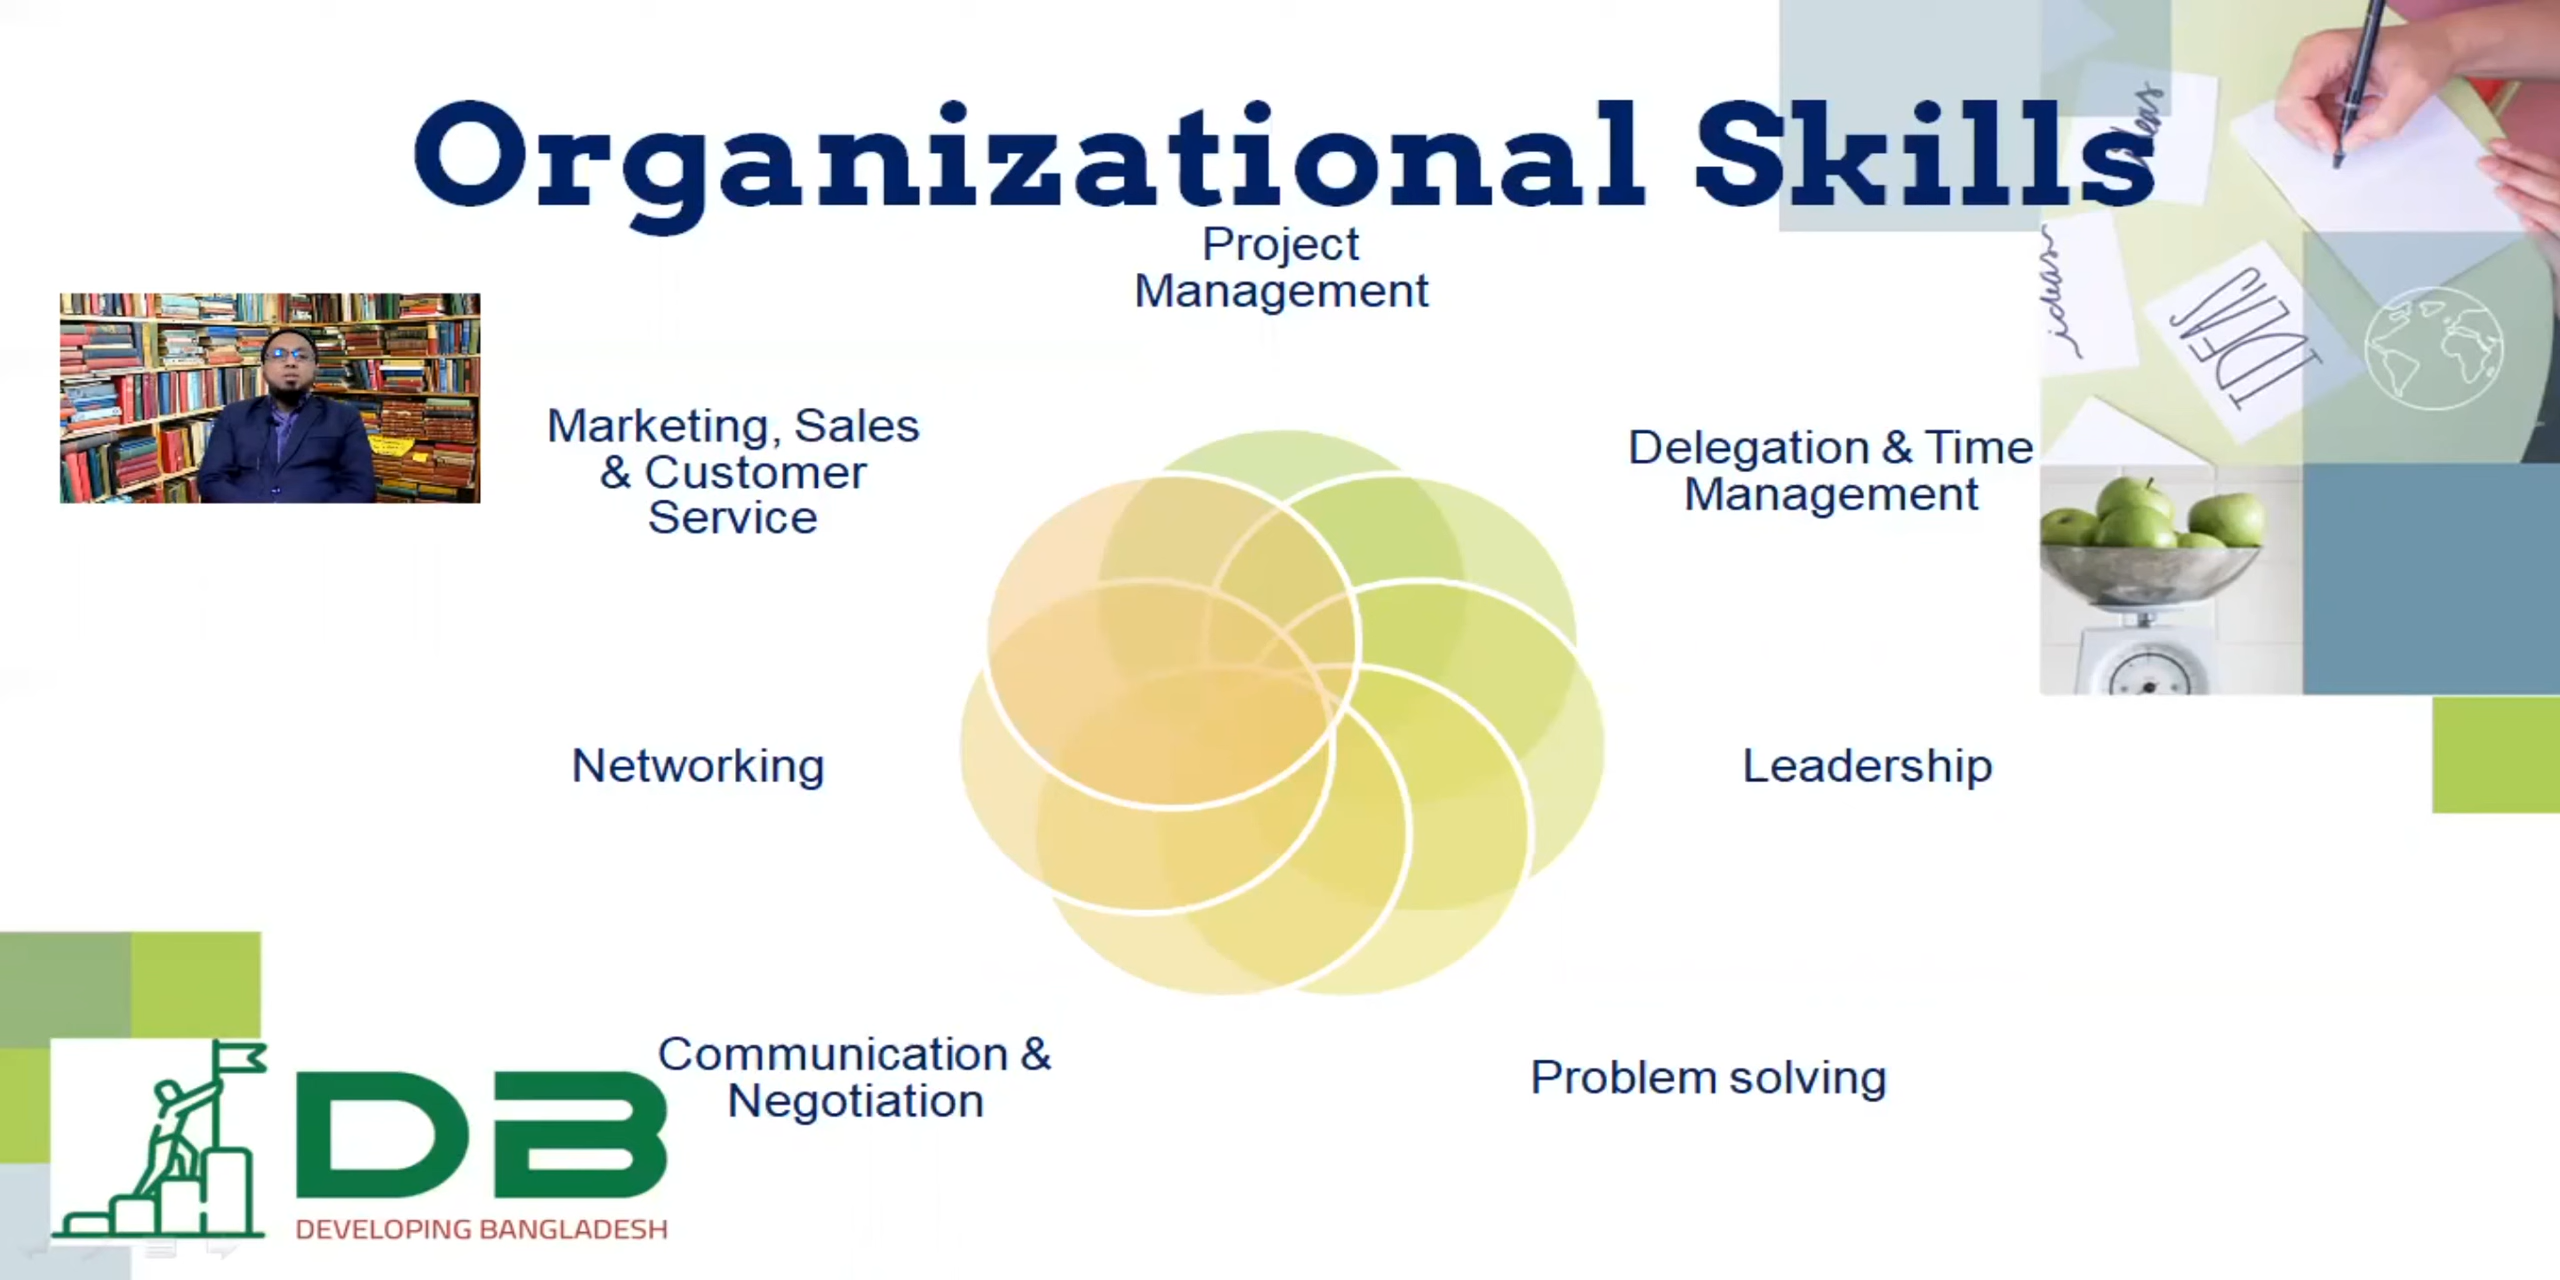 Organizational Skills
Project
Management
Marketing, Sales
& Customer
Service
Delegation & Time
Management
Networking
Leadership
Communication &
Negotiation
Problem solving
ideas
ideas
IDEAS
DB
DEVELOPING BANGLADESH